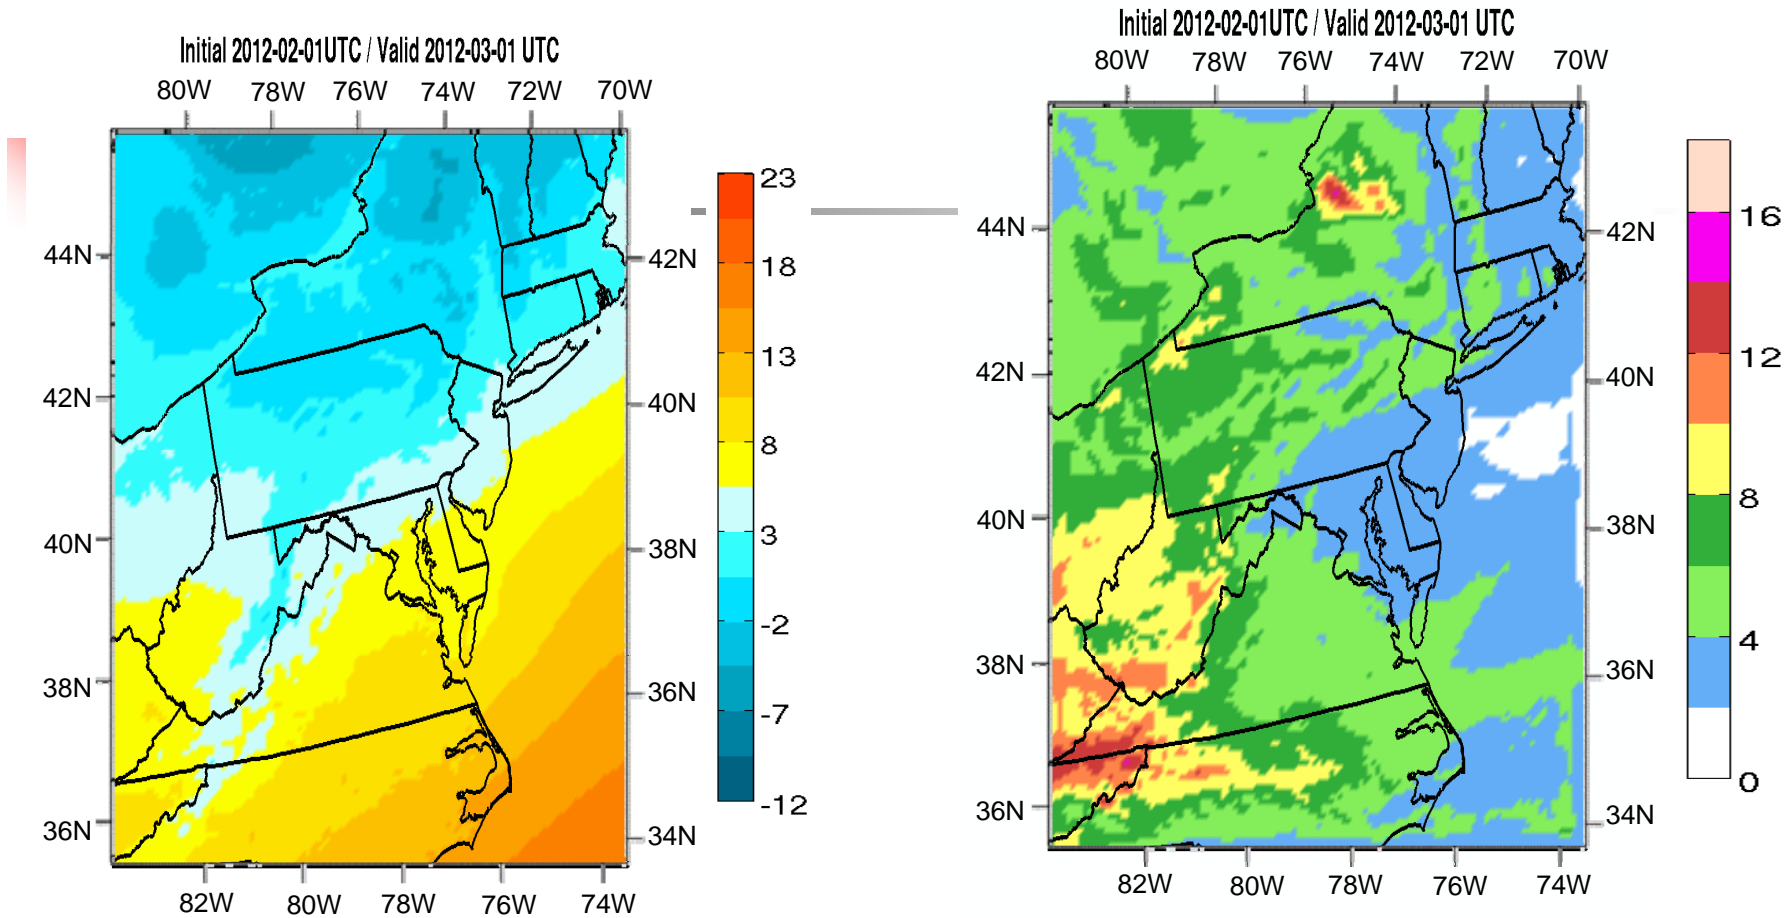 Initial 2012-02-01UTC / Valid 2012-03-01 UTC
80W 78W 76W 74W 72W 70W
44N
42N
40N
38N
36N
42N
40N
38N
36N
34N
82W 80W 78W 76W 74W
23
18
13
8
3
-2
-7
-12
Initial 2012-02-01UTC / Valid 2012-03-01 UTC
80W 78W 76W 74W 72W 70W
44N
42N
40N
38N
36N
42N
40N
38N
36N
34N
82W 80W 78W 76W 74W
16
12
8
4
0